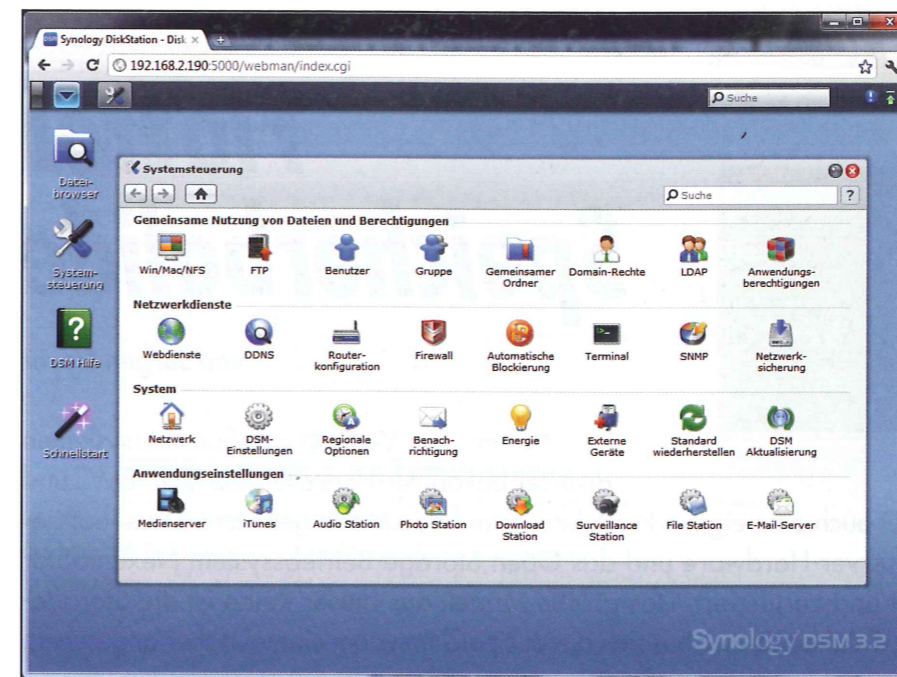 Synology DiskStation - Disk
192.168.2.190:5000/webman/index.cgi
Suche
Datei-
browser
System-
steuerung
DSM Hilfe
Schnellstart
Systemsteuerung
Suche
?
Gemeinsame Nutzung von Dateien und Berechtigungen
Win/Mac/NFS
FTP
Benutzer
Gruppe
Gemeinsamer
Ordner
Domain-Rechte
LDAP
Anwendungs-
berechtigungen
Netzwerkdienste
Webdienste
DDNS
Router-
konfiguration
Firewall
Automatische
Blockierung
Terminal
SNMP
Netzwerk-
sicherung
System
Netzwerk
DSM-
Einstellungen
Regionale
Optionen
Benach-
richtigung
Energie
Externe
Geräte
Standard
wiederherstellen
DSM
Aktualisierung
Anwendungseinstellungen
Medienserver
iTunes
Audio Station
Photo Station
Download
Station
Surveillance
Station
File Station
E-Mail-Server
Synology DSM 3.2